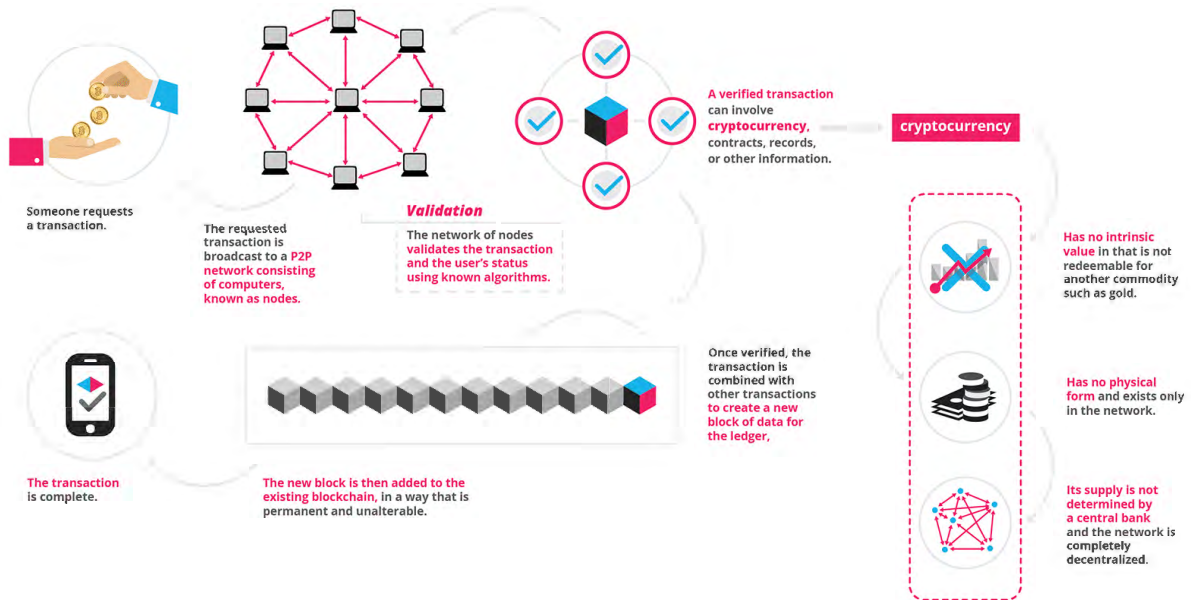 Someone requests
a transaction.
The requested
transaction is
broadcast to a P2P
network consisting
of computers,
known as nodes.
Validation
The network of nodes
validates the transaction
and the user's status
using known algorithms.
A verified transaction
can involve
cryptocurrency,
contracts, records,
or other information.
cryptocurrency
Has no intrinsic
value in that is not
redeemable for
another commodity
such as gold.
Has no physical
form and exists only
in the network.
Its supply is not
determined by
a central bank
and the network is
completely
decentralized.
Once verified, the
transaction is
combined with
other transactions
to create a new
block of data for
the ledger,
The new block is then added to the
existing blockchain, in a way that is
permanent and unalterable.
The transaction
is complete.